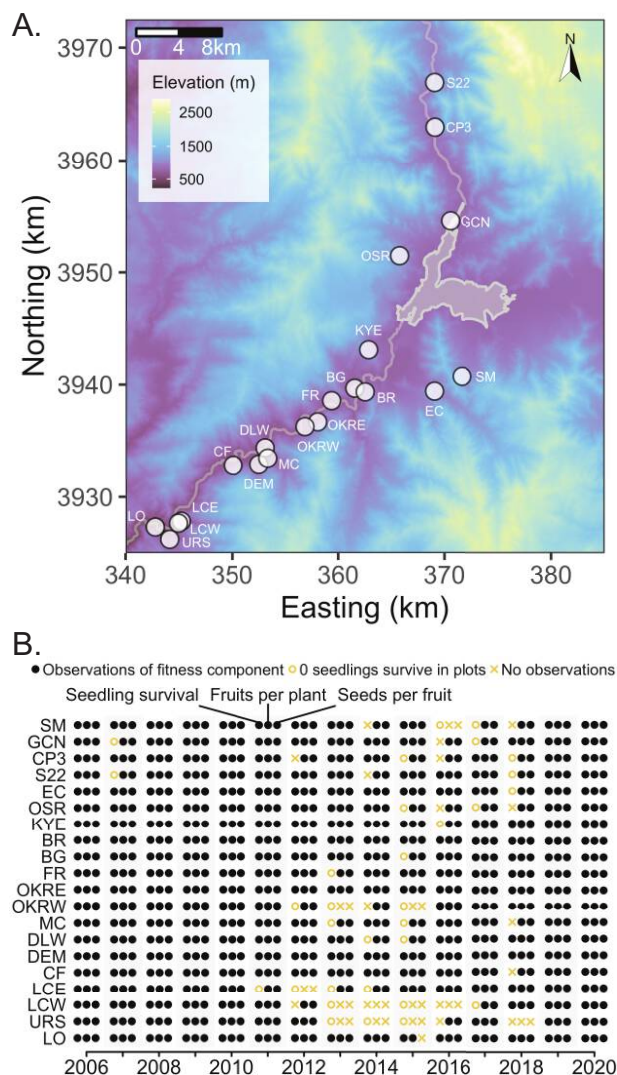 A.
3972
3960
3950
3940
3930
Northing (km)
0 4 8km
Elevation (m)
2500
1500
500
N
S22
CP3
GCN
OSR
KYE
SM
BG
BR
EC
FR
OKRE
OKRW
DLW
CF
MC
DEM
LCE
LO
LCW
URS
340 350 360 370 380
Easting (km)
B.
Observations of fitness component 0 seedlings survive in plots No observations
Seedling survival Fruits per plant Seeds per fruit
SM
GCN
CP3
S22
EC
OSR
KYE
BR
BG
FR
OKRE
OKRW
MC
DLW
DEM
CF
LCE
LCW
URS
LO
2006 2008 2010 2012 2014 2016 2018 2020